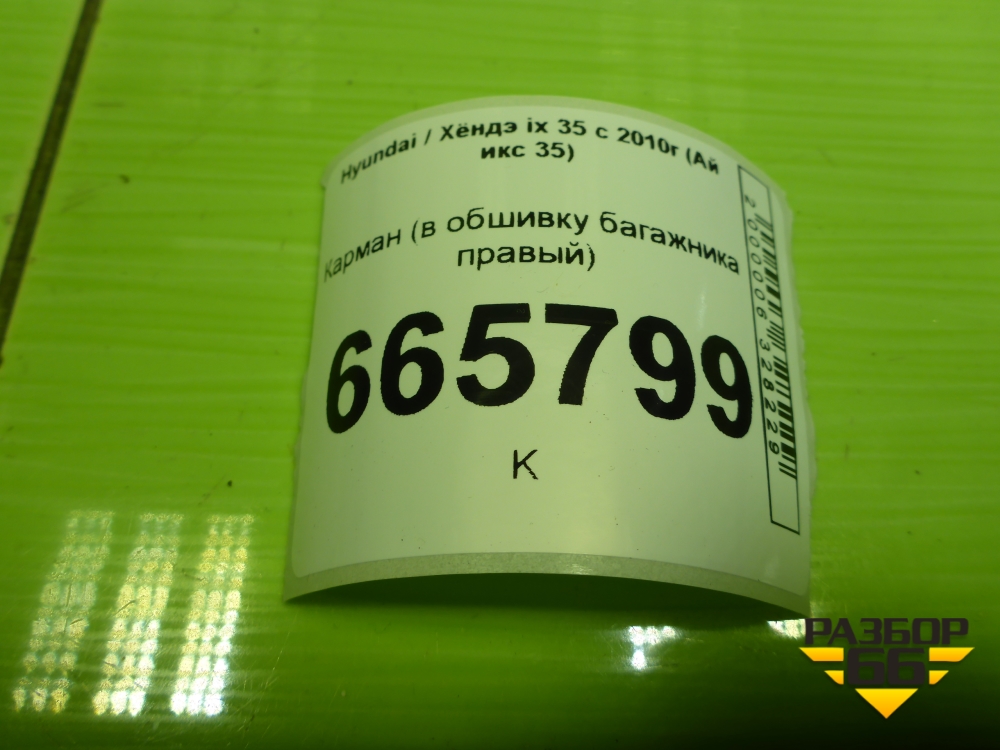 Hyundai / Хёндэ ix 35 с 2010г (Ай
икс 35)
Карман (в обшивку багажника
правый)
665799
К
2000006328229
РАЗБОР
66